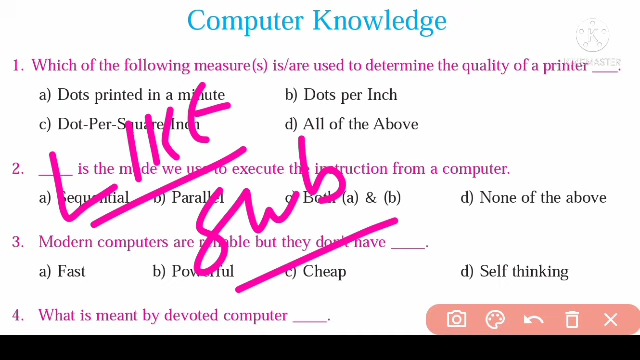 Computer Knowledge
1. Which of the following measure(s) is/are used to determine the quality of a printer ____.
a) Dots printed in a minute b) Dots per Inch
c) Dot-Per-Square Inch d) All of the Above
2. ____ is the mode we use to execute the instruction from a computer.
a) Sequential b) Parallel c) Both (a) & (b) d) None of the above
3. Modern computers are reliable but they don't have ____.
a) Fast b) Powerful c) Cheap d) Self thinking
4. What is meant by devoted computer ____.
LIKE
Sub